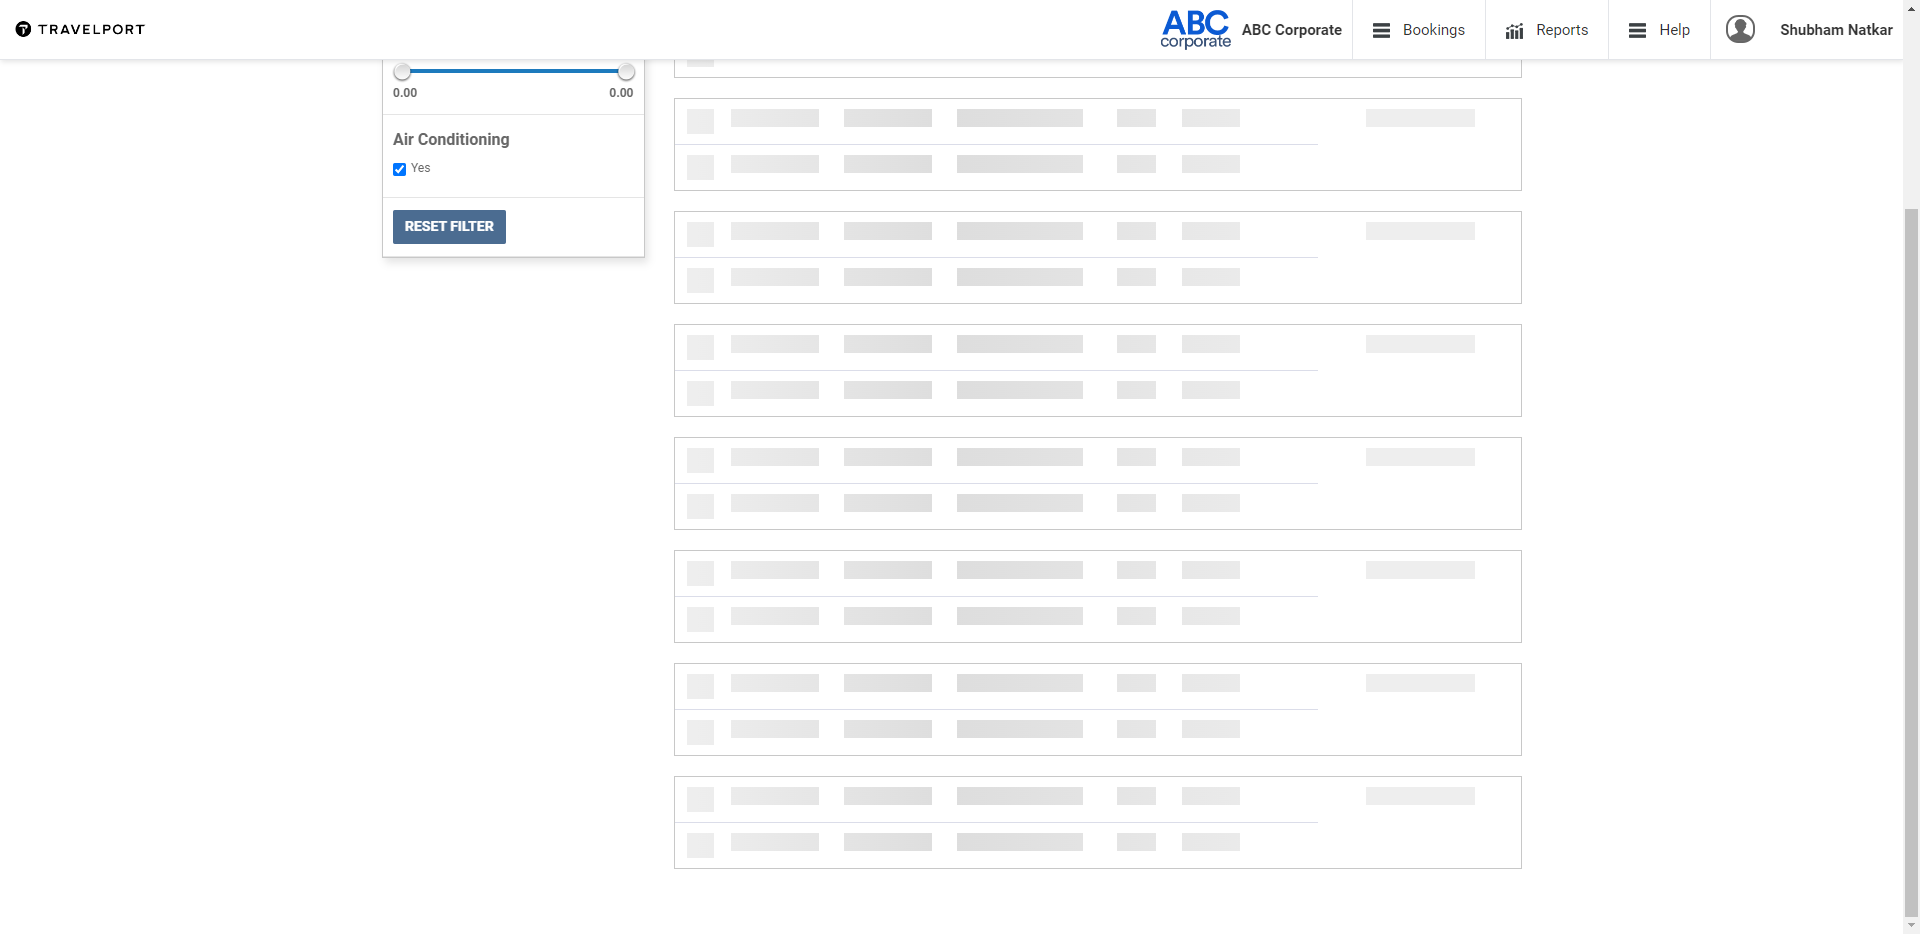 TRAVELPORT
ABC
corporate
ABC Corporate
Bookings
Reports
Help
Shubham Natkar
0.00
0.00
Air Conditioning
Yes
RESET FILTER